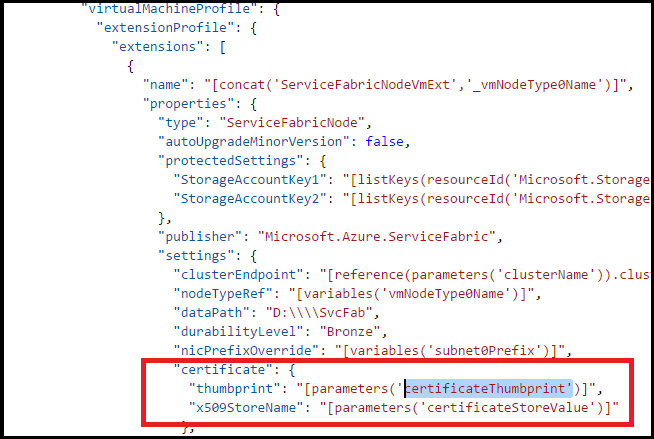 "virtualMachineProfile": {
"extensionProfile": {
"extensions": [
{
"name": "[concat('ServiceFabricNodeVmExt','_vmNodeType0Name')]",
"properties": {
"type": "ServiceFabricNode",
"autoUpgradeMinorVersion": false,
"protectedSettings": {
"StorageAccountKey1": "[listKeys(resourceId('Microsoft.Storage
"StorageAccountKey2": "[listKeys(resourceId('Microsoft.Storage
},
"publisher": "Microsoft.Azure.ServiceFabric",
"settings": {
"clusterEndpoint": "[reference(parameters('clusterName')).clus
"nodeTypeRef": "[variables('vmNodeType0Name')]",
"dataPath": "D:\\\\SvcFab",
"durabilityLevel": "Bronze",
"nicPrefixOverride": "[variables('subnet0Prefix')]",
"certificate": {
"thumbprint": "[parameters('certificateThumbprint')]",
"x509StoreName": "[parameters('certificateStoreValue')]"
},